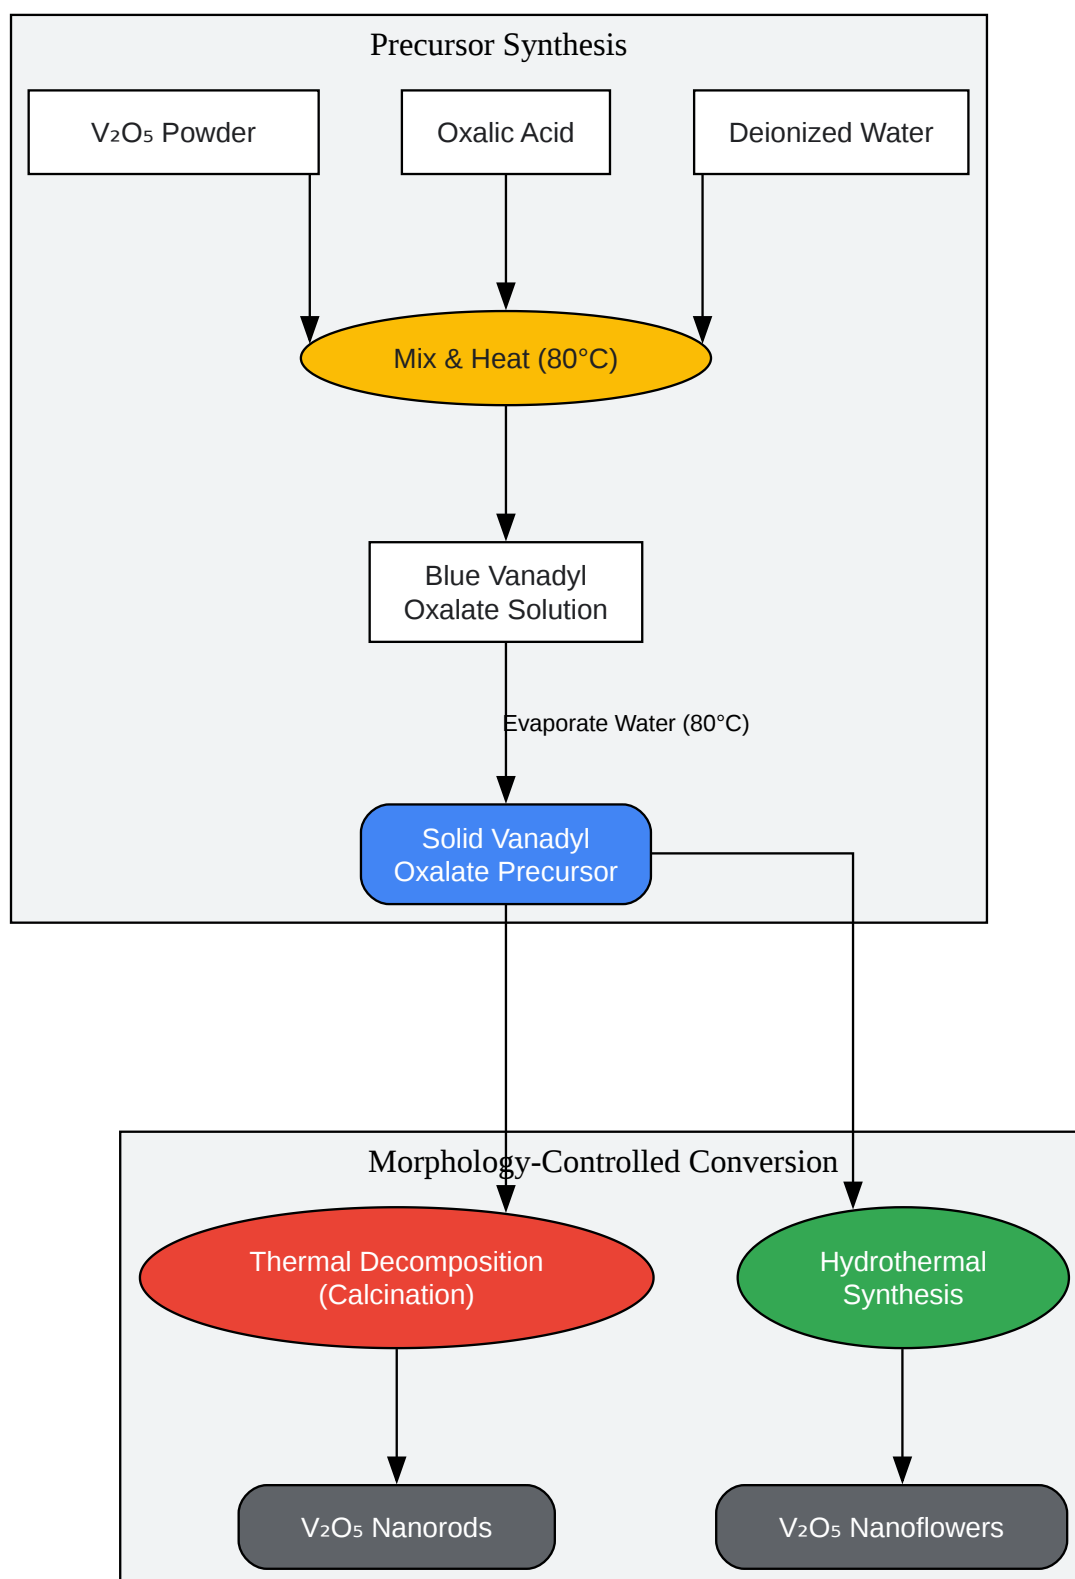 Precursor Synthesis
V₂O₅ Powder
Oxalic Acid
Deionized Water
Mix & Heat (80°C)
Blue Vanadyl
Oxalate Solution
Evaporate Water (80°C)
Solid Vanadyl
Oxalate Precursor
Morphology-Controlled Conversion
Thermal Decomposition
(Calcination)
Hydrothermal
Synthesis
V₂O₅ Nanorods
V₂O₅ Nanoflowers